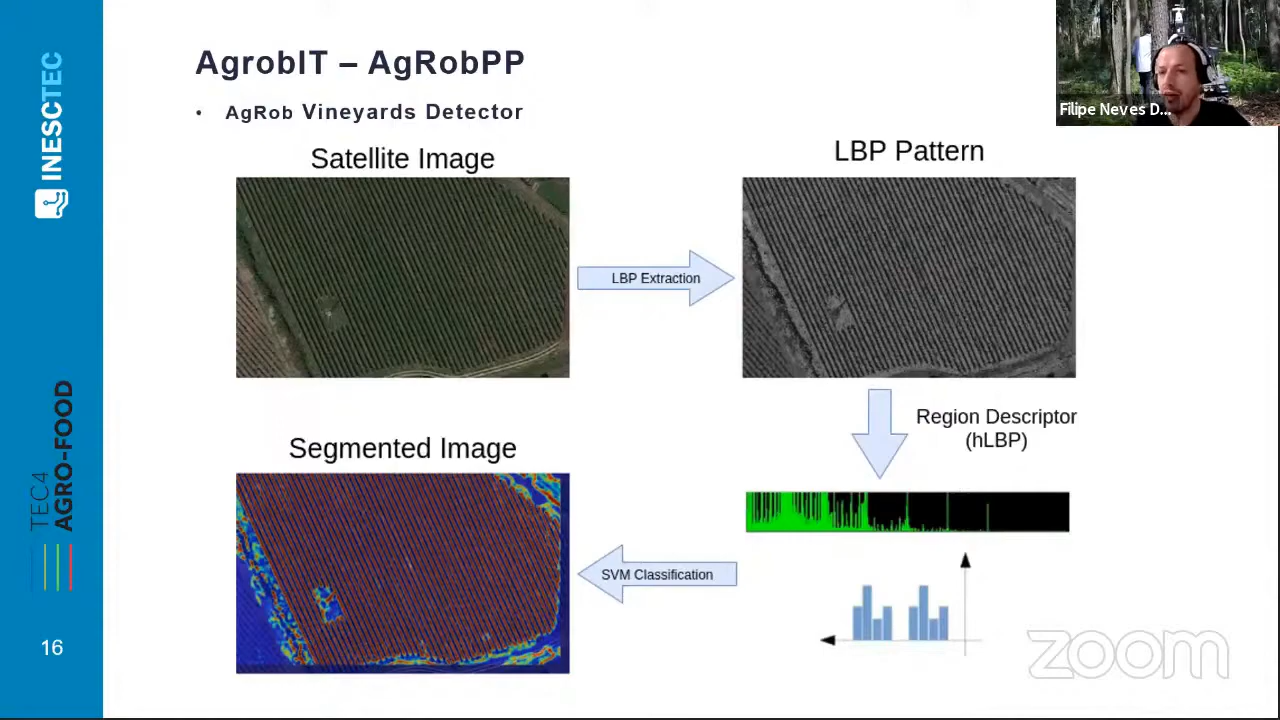 AgrobIT – AgRobPP
• AgRob Vineyards Detector
Filipe Neves D...
Satellite Image
LBP Pattern
LBP Extraction
Region Descriptor
(hLBP)
Segmented Image
SVM Classification
INESCTEC
TEC4
AGRO-FOOD
16
zoom